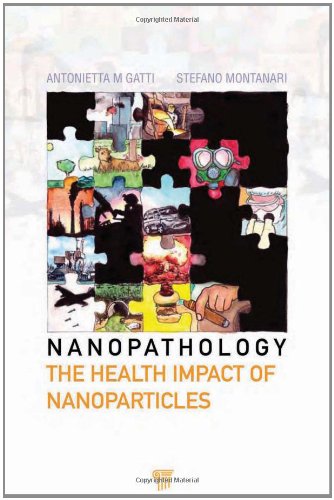 Copyrighted Material
ANTONIETTA M GATTI STEFANO MONTANARI
NANOPATHOLOGY
THE HEALTH IMPACT OF
NANOPARTICLES
Copyrighted Material